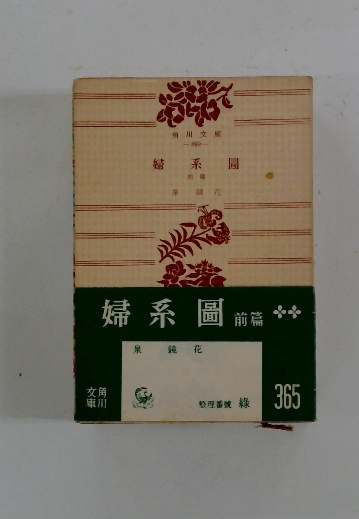 角川文庫
婦系圖
前篇
泉鏡花
婦系圖 前篇
泉鏡花
角川
文庫
整理番號 綠
365